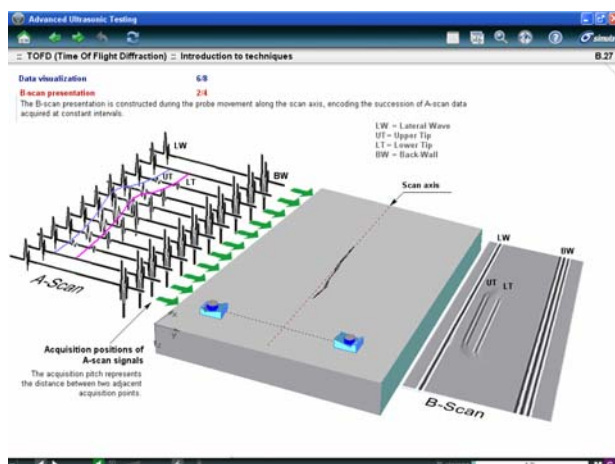 Advanced Ultrasonic Testing
:: TOFD (Time Of Flight Diffraction) :: Introduction to techniques
B.27
Data visualization 6/8
B-scan presentation 2/4
The B-scan presentation is constructed during the probe movement along the scan axis, encoding the succession of A-scan data
acquired at constant intervals.
LW = Lateral Wave
UT = Upper Tip
LT = Lower Tip
BW = Back-Wall
LW
UT
LT
BW
Scan axis
A-Scan
LW
BW
UT
LT
X
Y
Acquisition positions of
A-scan signals
The acquisition pitch represents
the distance between two adjacent
acquisition points.
B-Scan